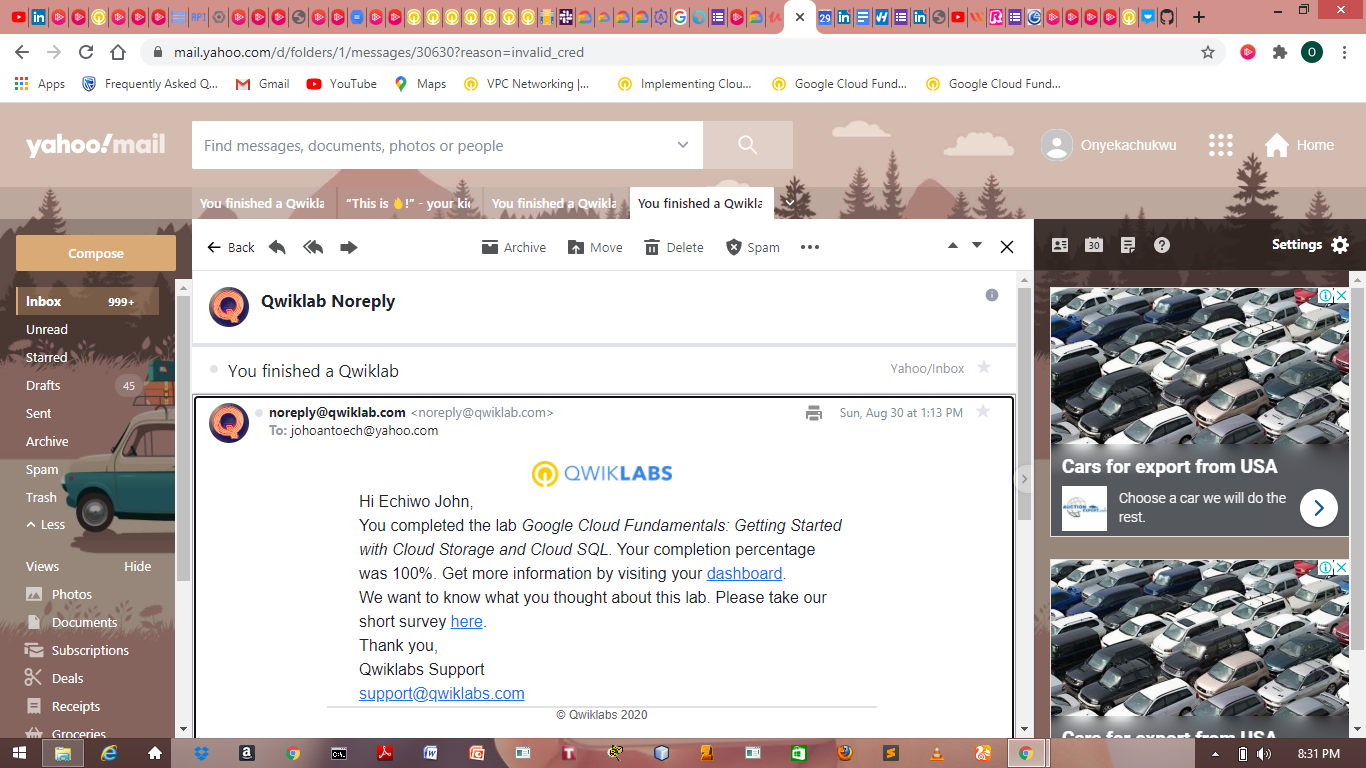 API
29
mail.yahoo.com/d/folders/1/messages/30630?reason=invalid_cred
O
Apps
Frequently Asked Q...
Gmail
YouTube
Maps
VPC Networking |...
Implementing Clou...
Google Cloud Fund...
Google Cloud Fund...
yahoo!mail
Find messages, documents, photos or people
Onyekachukwu
Home
You finished a Qwikla
“This is 👌!” - your ki
You finished a Qwikla
You finished a Qwikla
Compose
Back
Archive
Move
Delete
Spam
30
Settings
Inbox 999+
Unread
Starred
Drafts 45
Sent
Archive
Spam
Trash
Less
Views Hide
Photos
Documents
Subscriptions
Deals
Receipts
Groceries
Qwiklab Noreply
You finished a Qwiklab
Yahoo/Inbox
noreply@qwiklab.com <noreply@qwiklab.com>
Sun, Aug 30 at 1:13 PM
To: johoantoech@yahoo.com
QWIKLABS
Hi Echiwo John,
You completed the lab Google Cloud Fundamentals: Getting Started
with Cloud Storage and Cloud SQL. Your completion percentage
was 100%. Get more information by visiting your dashboard.
We want to know what you thought about this lab. Please take our
short survey here.
Thank you,
Qwiklabs Support
support@qwiklabs.com
© Qwiklabs 2020
Cars for export from USA
Choose a car we will do the
rest.
Cars for export from USA
8:31 PM